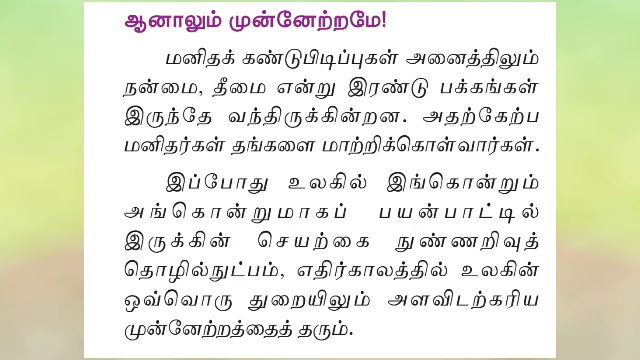 ஆனாலும் முன்னேற்றமே!
மனிதக் கண்டுபிடிப்புகள் அனைத்திலும்
நன்மை, தீமை என்று இரண்டு பக்கங்கள்
இருந்தே வந்திருக்கின்றன. அதற்கேற்ப
மனிதர்கள் தங்களை மாற்றிக்கொள்வார்கள்.
இப்போது உலகில் இங்கொன்றும்
அங்கொன்றுமாகப் பயன்பாட்டில்
இருக்கின் செயற்கை நுண்ணறிவுத்
தொழில்நுட்பம், எதிர்காலத்தில் உலகின்
ஒவ்வொரு துறையிலும் அளவிடற்கரிய
முன்னேற்றத்தைத் தரும்.